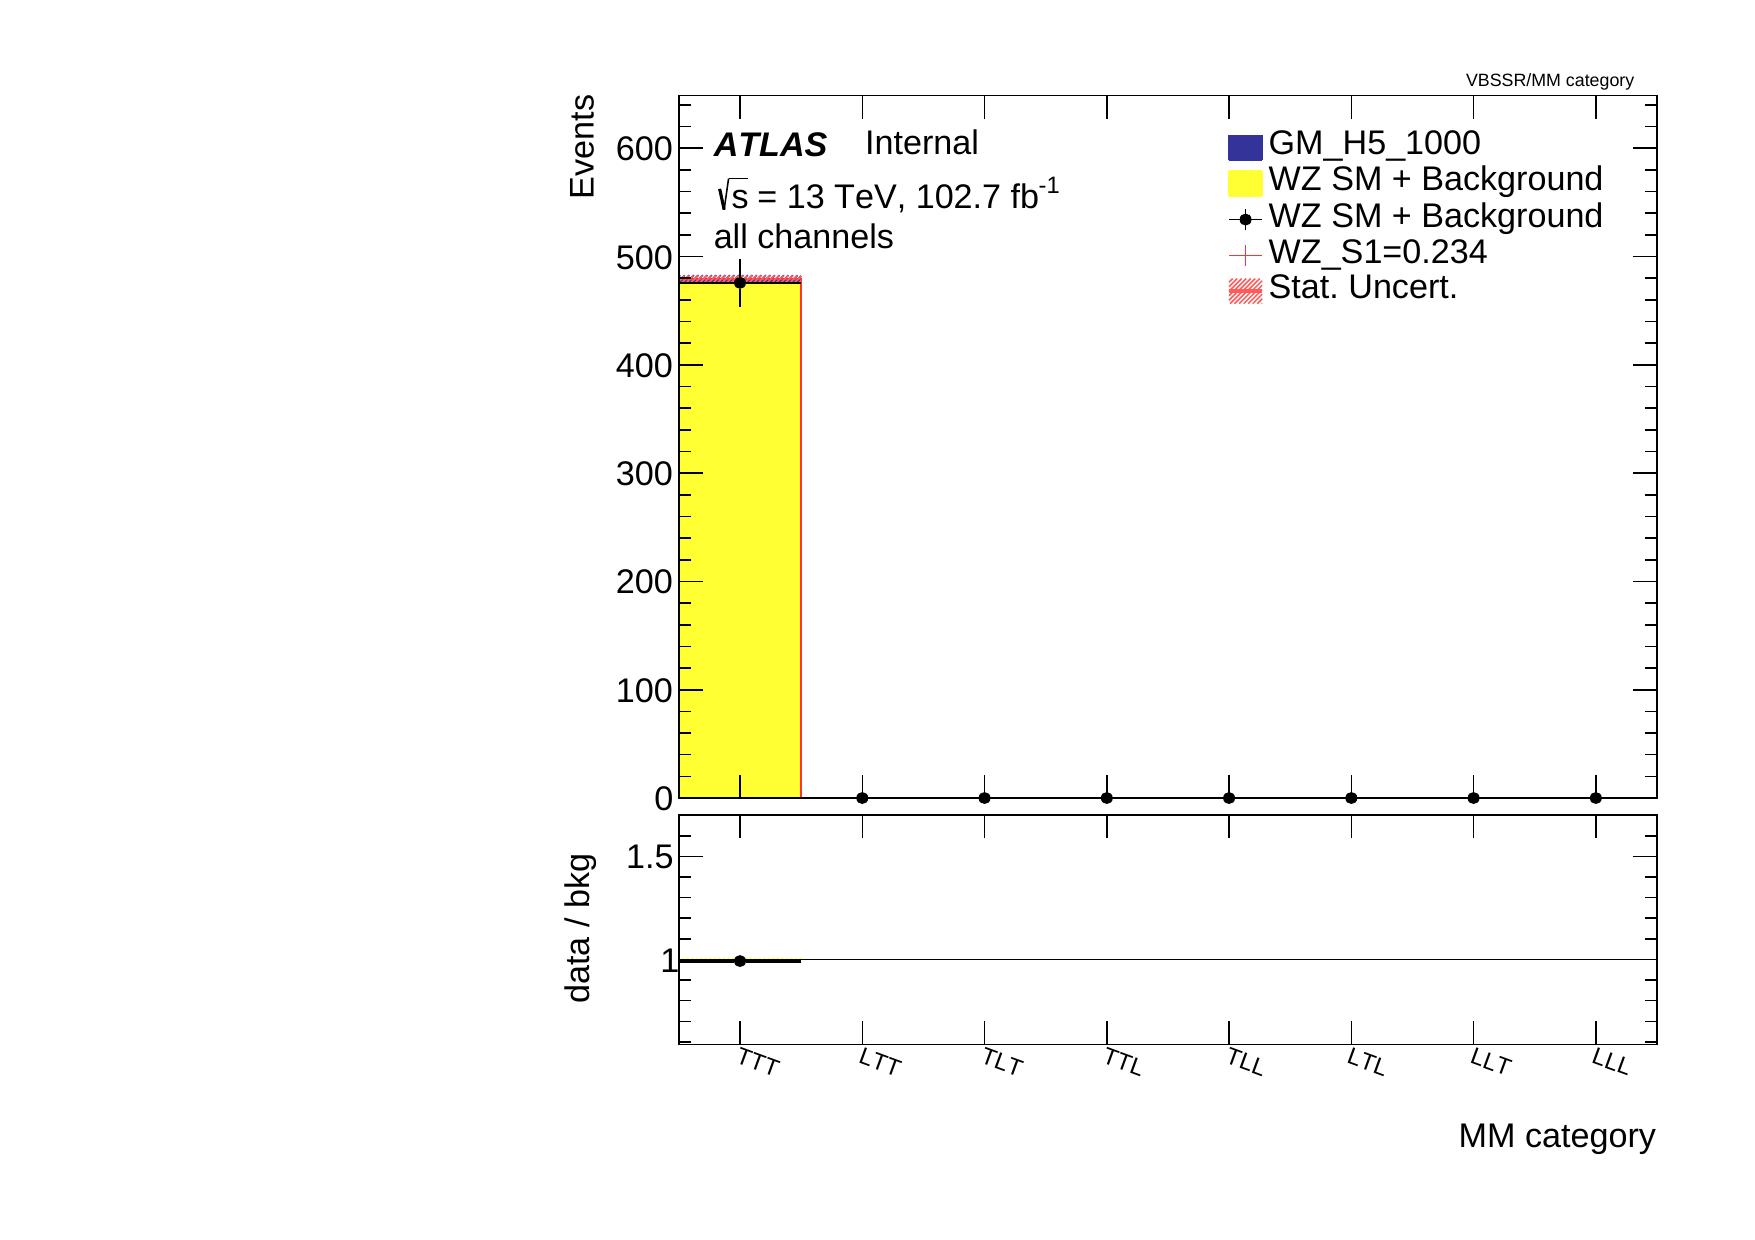 VBSSR/MM category
Events
600
500
400
300
200
100
0
ATLAS Internal
√s = 13 TeV, 102.7 fb-1
all channels
GM_H5_1000
WZ SM + Background
WZ SM + Background
WZ_S1=0.234
Stat. Uncert.
data / bkg
1.5
1
TTT LTT TLT TTL TLL LTL LLT LLL
MM category